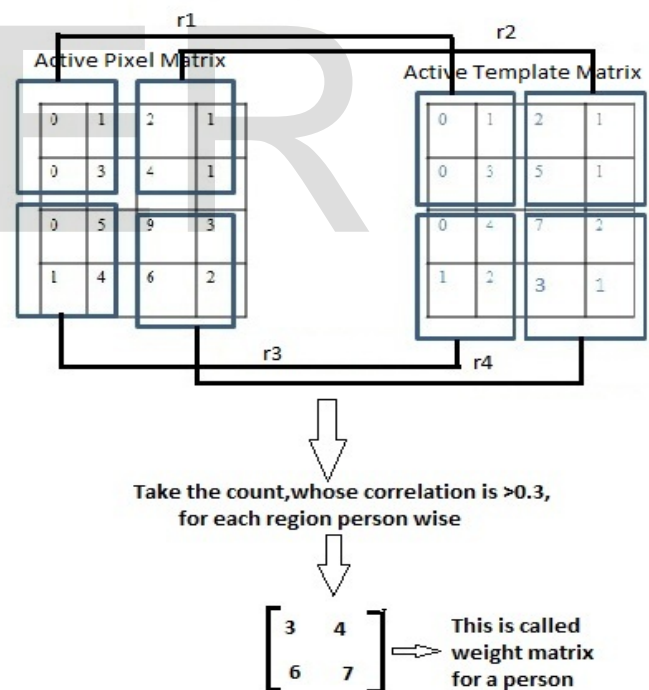 ER
r1
r2
Active Pixel Matrix
Active Template Matrix
0 1 2 1
0 3 4 1
0 5 9 3
1 4 6 2
0 1 2 1
0 3 5 1
0 4 7 2
1 2 3 1
r3
r4
Take the count,whose correlation is >0.3,
for each region person wise
3 4
6 7
This is called
weight matrix
for a person